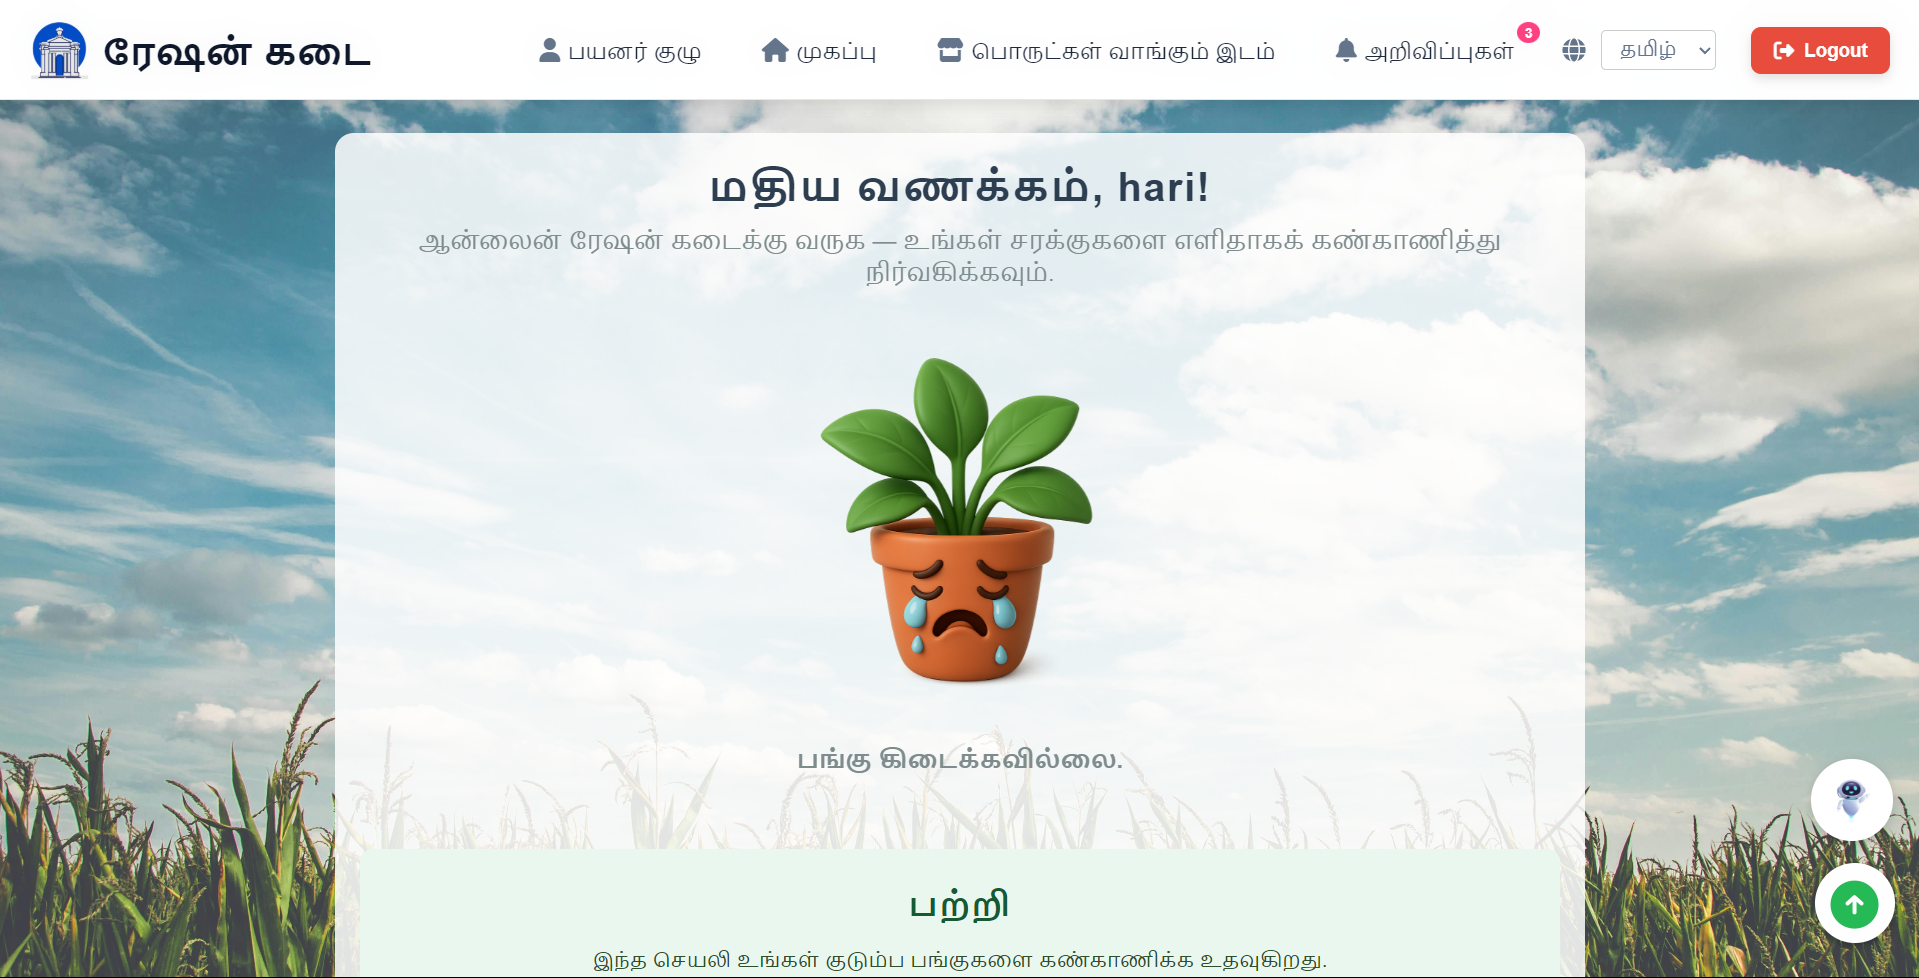 ரேஷன் கடை
பயனர் குழு
முகப்பு
பொருட்கள் வாங்கும் இடம்
அறிவிப்புகள்
3
தமிழ்
Logout
மதிய வணக்கம், hari!
ஆன்லைன் ரேஷன் கடைக்கு வருக — உங்கள் சரக்குகளை எளிதாகக் கண்காணித்து
நிர்வகிக்கவும்.
பங்கு கிடைக்கவில்லை.
பற்றி
இந்த செயலி உங்கள் குடும்ப பங்குகளை கண்காணிக்க உதவுகிறது.